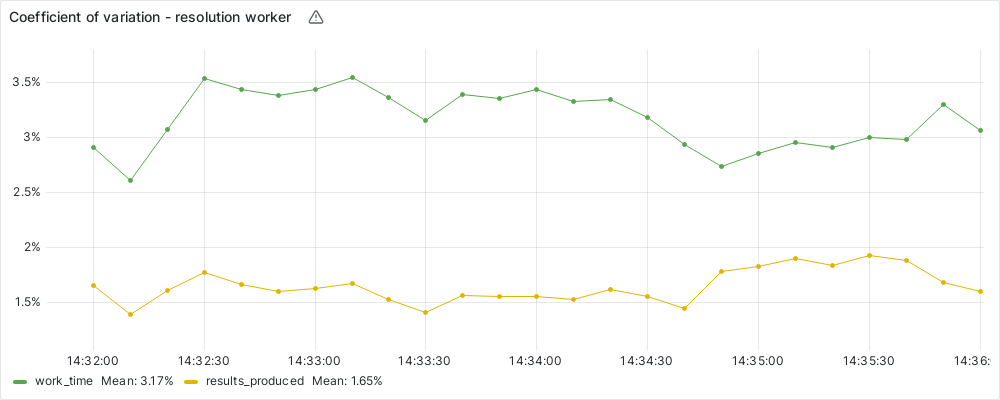 Coefficient of variation - resolution worker
3.5%
3%
2.5%
2%
1.5%
14:32:00 14:32:30 14:33:00 14:33:30 14:34:00 14:34:30 14:35:00 14:35:30 14:36:
work_time Mean: 3.17% results_produced Mean: 1.65%